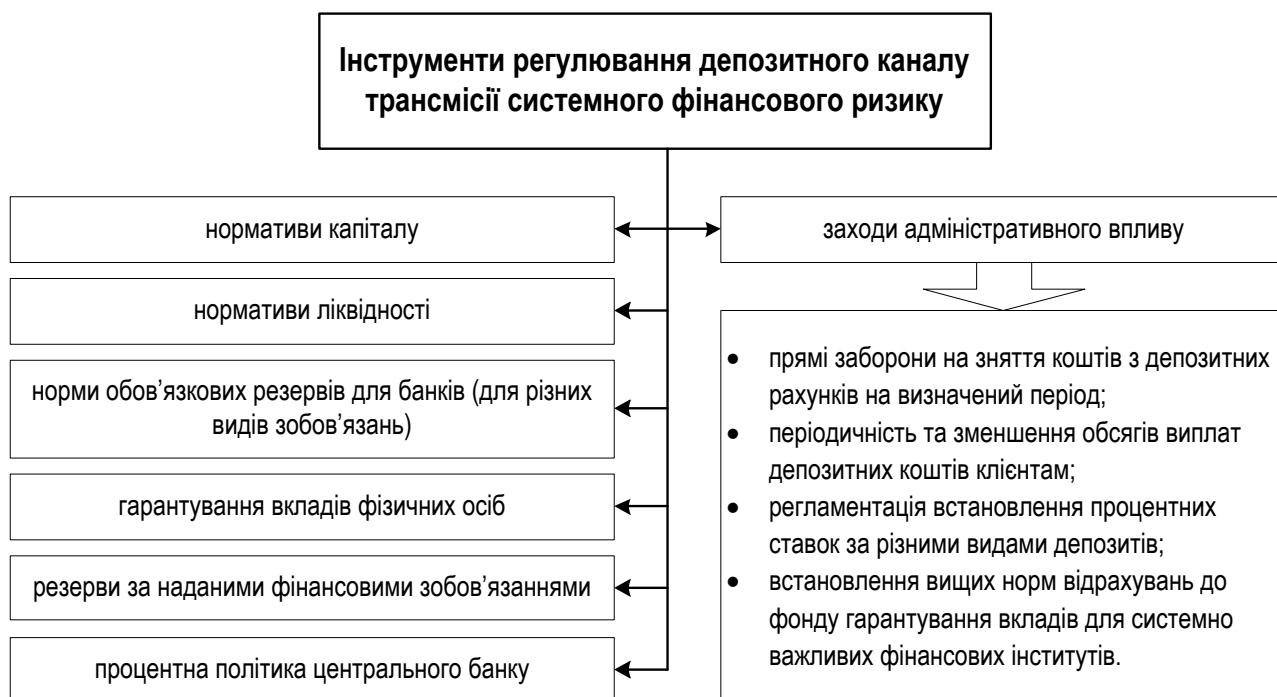 Інструменти регулювання депозитного каналу
трансмісії системного фінансового ризику
нормативи капіталу
нормативи ліквідності
норми обов’язкових резервів для банків (для різних
видів зобов’язань)
гарантування вкладів фізичних осіб
резерви за наданими фінансовими зобов’язаннями
процентна політика центрального банку
заходи адміністративного впливу
• прямі заборони на зняття коштів з депозитних
рахунків на визначений період;
• періодичність та зменшення обсягів виплат
депозитних коштів клієнтам;
• регламентація встановлення процентних
ставок за різними видами депозитів;
• встановлення вищих норм відрахувань до
фонду гарантування вкладів для системно
важливих фінансових інститутів.